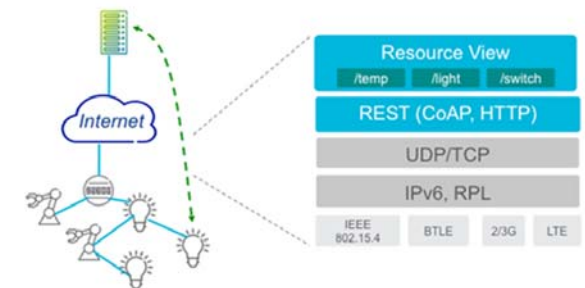 Internet
Resource View
/temp /light /switch
REST (CoAP, HTTP)
UDP/TCP
IPv6, RPL
IEEE
802.15.4
BTLE
2/3G
LTE